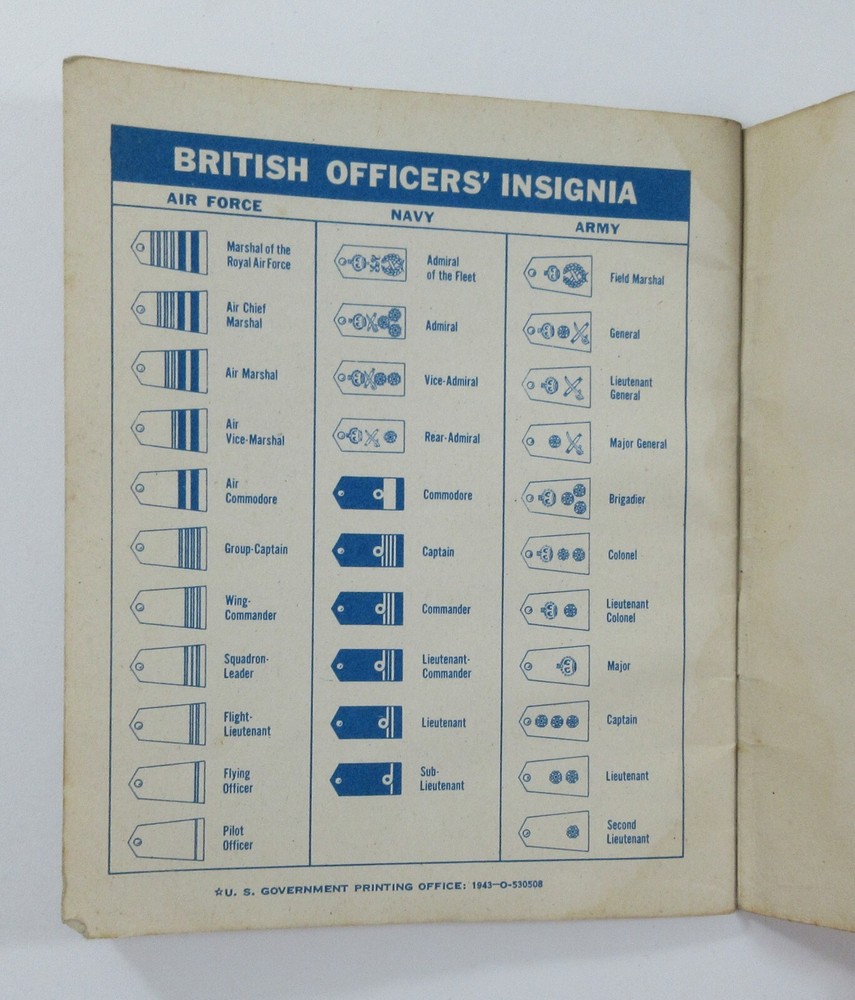 BRITISH OFFICERS' INSIGNIA
AIR FORCE
Marshal of the
Royal Air Force
Air Chief
Marshal
Air Marshal
Air
Vice-Marshal
Air
Commodore
Group-Captain
Wing-
Commander
Squadron-
Leader
Flight-
Lieutenant
Flying
Officer
Pilot
Officer
NAVY
Admiral
of the Fleet
Admiral
Vice-Admiral
Rear-Admiral
Commodore
Captain
Commander
Lieutenant-
Commander
Lieutenant
Sub-
Lieutenant
ARMY
Field Marshal
General
Lieutenant
General
Major General
Brigadier
Colonel
Lieutenant
Colonel
Major
Captain
Lieutenant
Second
Lieutenant
☆U. S. GOVERNMENT PRINTING OFFICE: 1943—O-530508